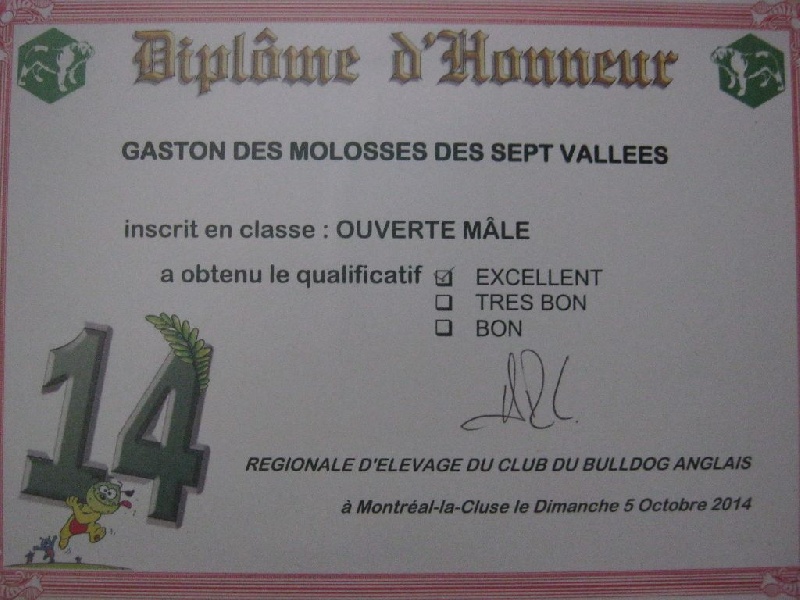 Diplôme d'Honneur
GASTON DES MOLOSSES DES SEPT VALLEES
inscrit en classe : OUVERTE MÂLE
a obtenu le qualificatif ☑ EXCELLENT
☐ TRES BON
☐ BON
14
REGIONALE D'ELEVAGE DU CLUB DU BULLDOG ANGLAIS
à Montréal-la-Cluse le Dimanche 5 Octobre 2014